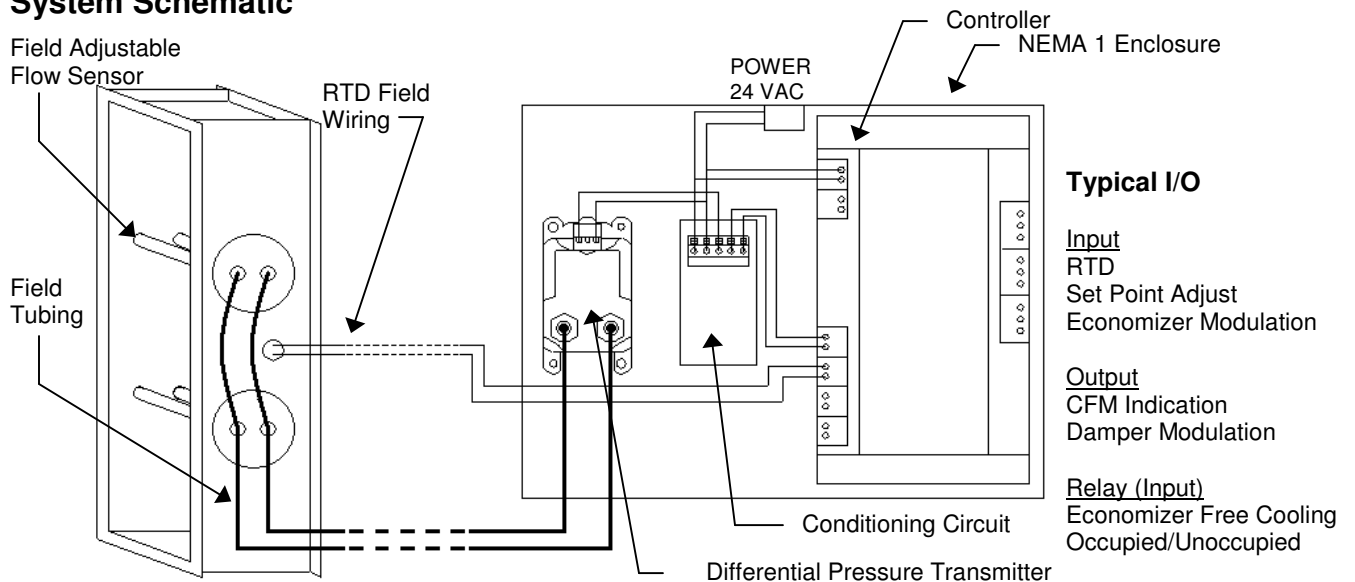 System Schematic
Field Adjustable
Flow Sensor
RTD Field
Wiring
POWER
24 VAC
Controller
NEMA 1 Enclosure
Field
Tubing
Conditioning Circuit
Differential Pressure Transmitter
Typical I/O
Input
RTD
Set Point Adjust
Economizer Modulation
Output
CFM Indication
Damper Modulation
Relay (Input)
Economizer Free Cooling
Occupied/Unoccupied